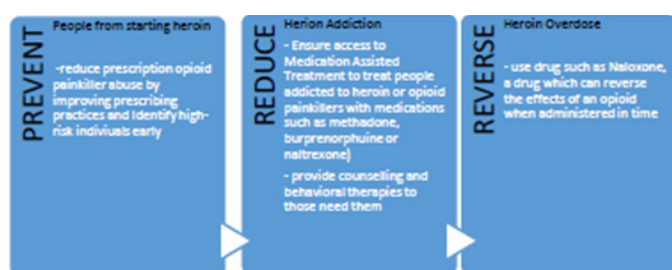 PREVENT
People from starting heroin
-reduce prescription opioid
painkiller abuse by
improving prescribing
practices and Identify high-
risk indiviuals early
REDUCE
Herion Addiction
- Ensure access to
Medication Assisted
Treatment to treat people
addicted to heroin or opioid
painkillers with medications
such as methadone,
burprenorphuine or
naltrexone)
- provide counselling and
behavioral therapies to
those need them
REVERSE
Heroin Overdose
- use drug such as Naloxone,
a drug which can reverse
the effects of an opioid
when administered in time